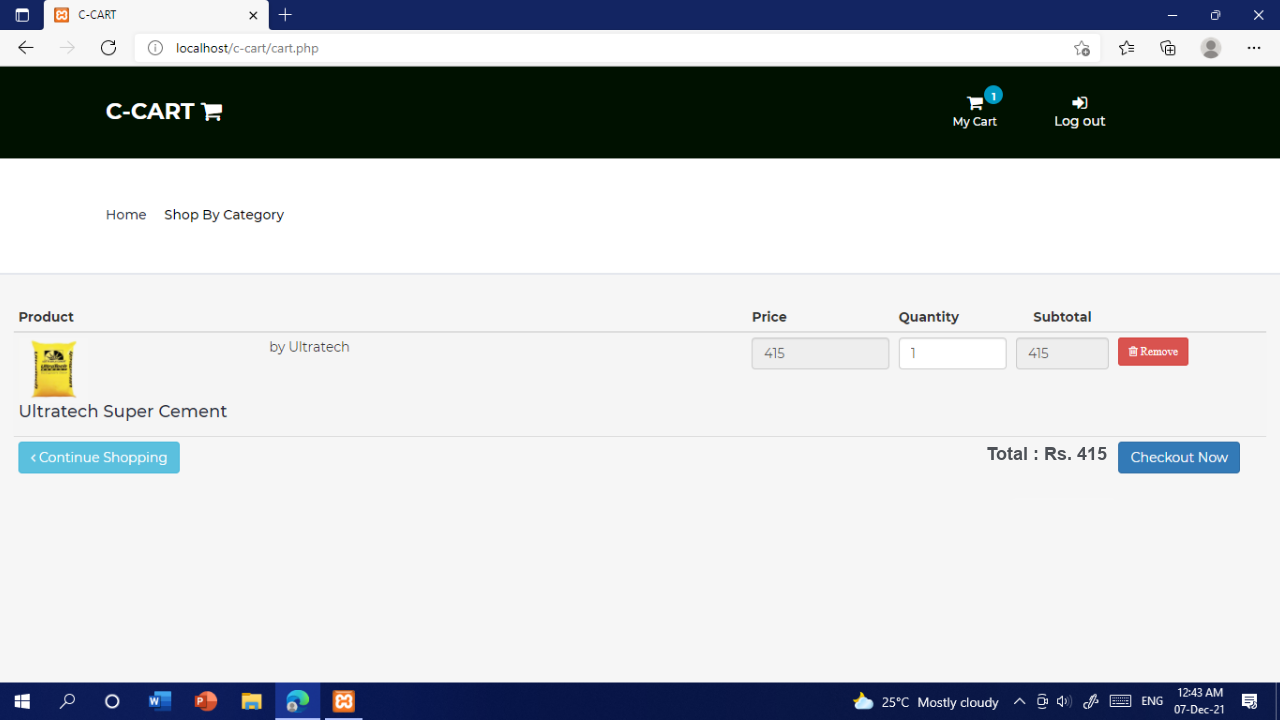 C-CART
localhost/c-cart/cart.php
C-CART
1
My Cart
Log out
Home Shop By Category
Product Price Quantity Subtotal
by Ultratech 415 1 415 Remove
Ultratech Super Cement
Continue Shopping Total : Rs. 415 Checkout Now
25°C Mostly cloudy ENG 12:43 AM
07-Dec-21